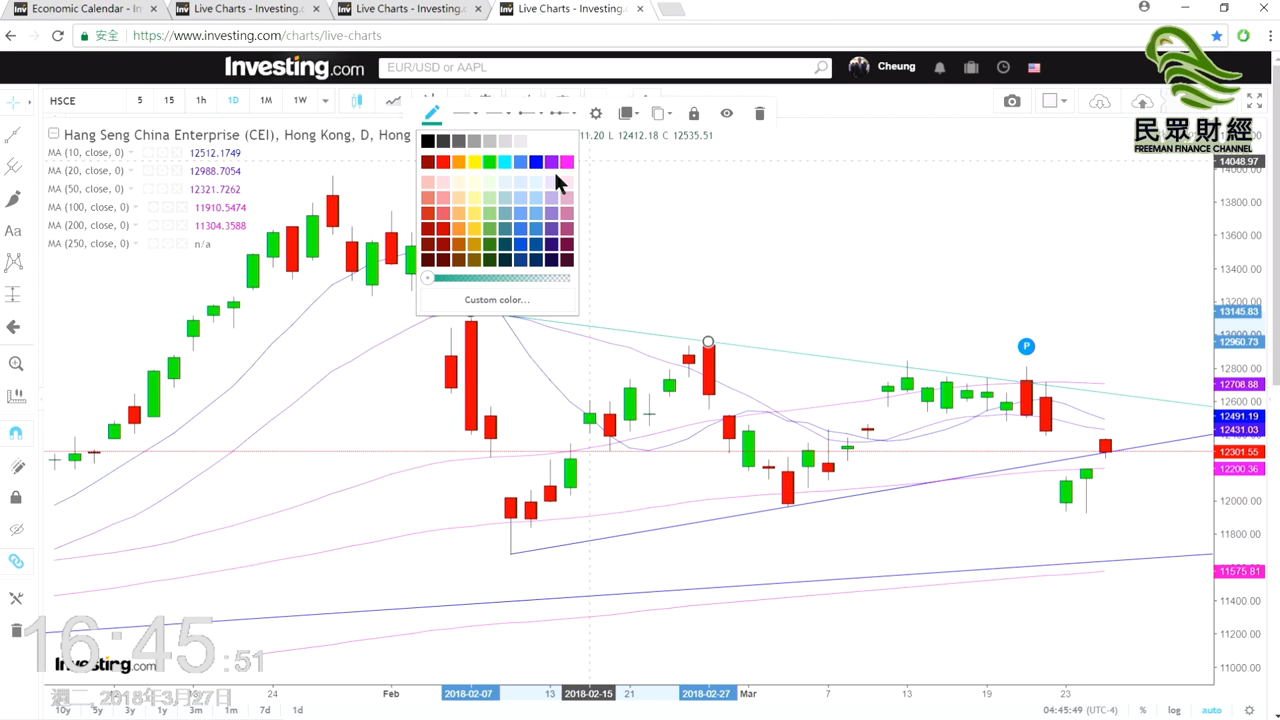 Economic Calendar - In
Live Charts - Investing.c
Live Charts - Investing.c
Live Charts - Investing.c
安全 https://www.investing.com/charts/live-charts
Investing.com
EUR/USD or AAPL
Cheung
民眾財經
FREEMAN FINANCE CHANNEL
HSCE 5 15 1h 1D 1M 1W
Hang Seng China Enterprise (CEI), Hong Kong, D, Hong
11.20 L 12412.18 C 12535.51
MA (10, close, 0) 12512.1749
MA (20, close, 0) 12988.7054
MA (50, close, 0) 12321.7262
MA (100, close, 0) 11910.5474
MA (200, close, 0) 11304.3588
MA (250, close, 0) n/a
Custom color...
P
Aa
14048.97
14000.00
13800.00
13600.00
13400.00
13200.00
13145.83
13000.00
12960.73
12800.00
12708.88
12600.00
12491.19
12431.03
12301.55
12200.36
12000.00
11800.00
11575.81
11400.00
11200.00
11000.00
16:45:51
Investing.com
週二, 2018年3月27日
24 Feb 2018-02-07 13 2018-02-15 21 2018-02-27 Mar 7 13 19 23
10y 5y 3y 1y 3m 1m 7d 1d
04:45:49 (UTC-4) % log auto